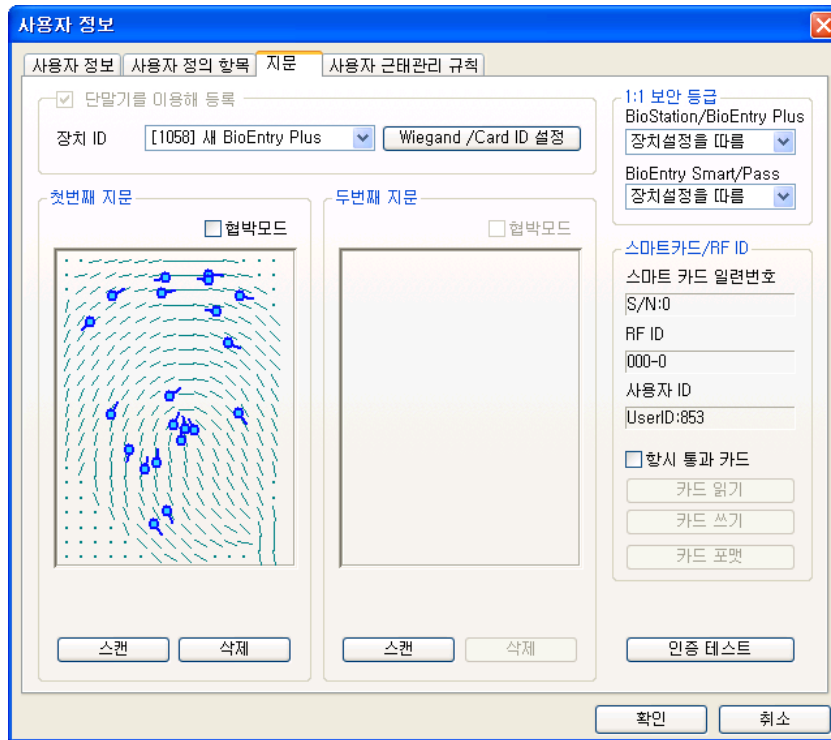 사용자 정보
사용자 정보 사용자 정의 항목 지문 사용자 근태관리 규칙
단말기를 이용해 등록
장치 ID [1058] 새 BioEntry Plus Wiegand /Card ID 설정
첫번째 지문
협박모드
스캔 삭제
두번째 지문
협박모드
스캔 삭제
1:1 보안 등급
BioStation/BioEntry Plus
장치설정을 따름
BioEntry Smart/Pass
장치설정을 따름
스마트카드/RF ID
스마트 카드 일련번호
S/N:0
RF ID
000-0
사용자 ID
UserID:853
항시 통과 카드
카드 읽기
카드 쓰기
카드 포맷
인증 테스트
확인 취소